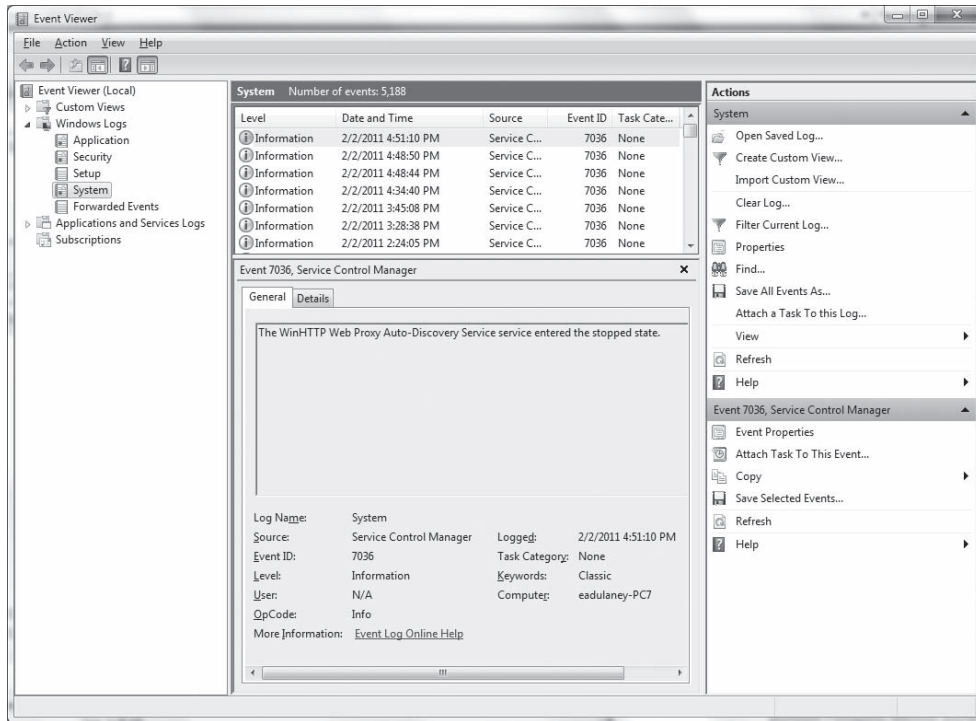 Event Viewer
File Action View Help
Event Viewer (Local)
Custom Views
Windows Logs
Application
Security
Setup
System
Forwarded Events
Applications and Services Logs
Subscriptions
System Number of events: 5,188
Level Date and Time Source Event ID Task Cate...
Information 2/2/2011 4:51:10 PM Service C... 7036 None
Information 2/2/2011 4:48:50 PM Service C... 7036 None
Information 2/2/2011 4:48:44 PM Service C... 7036 None
Information 2/2/2011 4:34:40 PM Service C... 7036 None
Information 2/2/2011 3:45:08 PM Service C... 7036 None
Information 2/2/2011 3:28:38 PM Service C... 7036 None
Information 2/2/2011 2:24:05 PM Service C... 7036 None
Event 7036, Service Control Manager
General Details
The WinHTTP Web Proxy Auto-Discovery Service service entered the stopped state.
Log Name: System
Source: Service Control Manager Logged: 2/2/2011 4:51:10 PM
Event ID: 7036 Task Category: None
Level: Information Keywords: Classic
User: N/A Computer: eadulaney-PC7
OpCode: Info
More Information: Event Log Online Help
Actions
System
Open Saved Log...
Create Custom View...
Import Custom View...
Clear Log...
Filter Current Log...
Properties
Find...
Save All Events As...
Attach a Task To this Log...
View
Refresh
Help
Event 7036, Service Control Manager
Event Properties
Attach Task To This Event...
Copy
Save Selected Events...
Refresh
Help